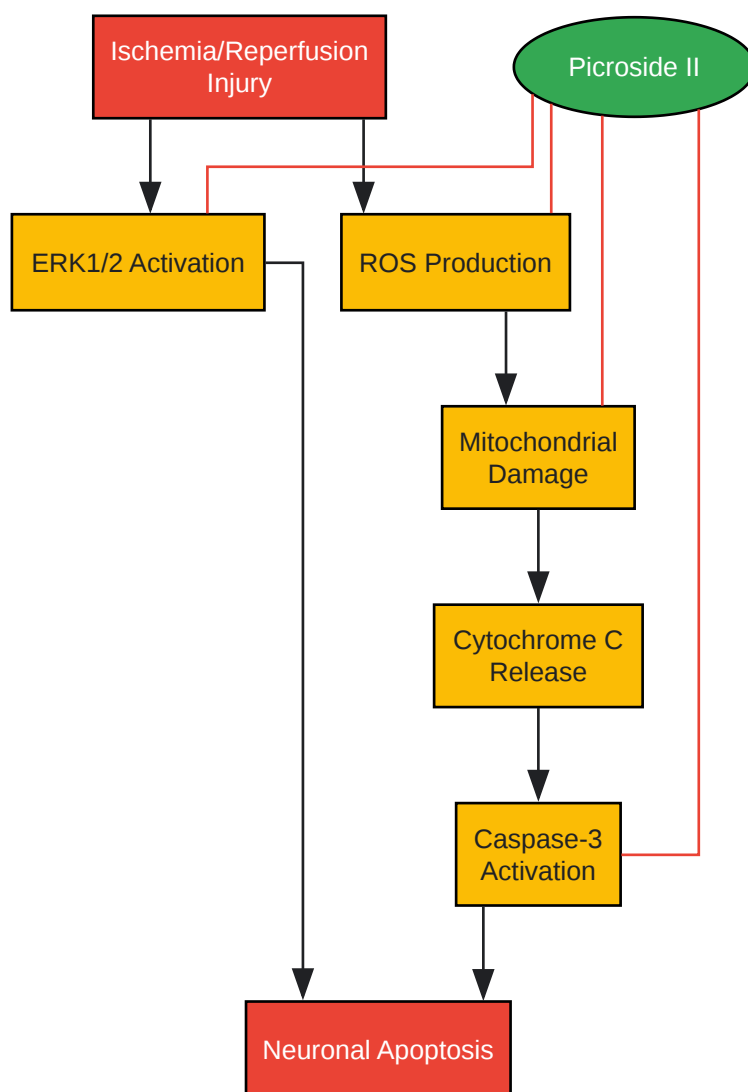 Ischemia/Reperfusion
Injury
Picroside II
ERK1/2 Activation
ROS Production
Mitochondrial
Damage
Cytochrome C
Release
Caspase-3
Activation
Neuronal Apoptosis